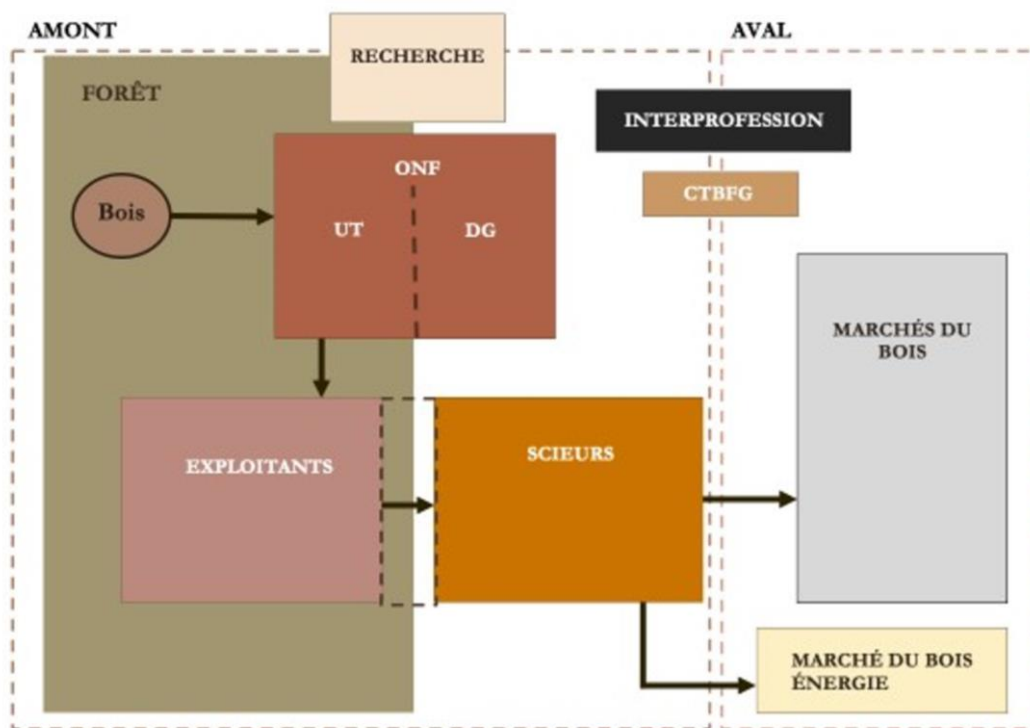 AMONT
AVAL
RECHERCHE
FORÊT
INTERPROFESSION
ONF
CTBFG
Bois
UT
DG
MARCHÉS DU
BOIS
EXPLOITANTS
SCIEURS
MARCHÉ DU BOIS
ÉNERGIE